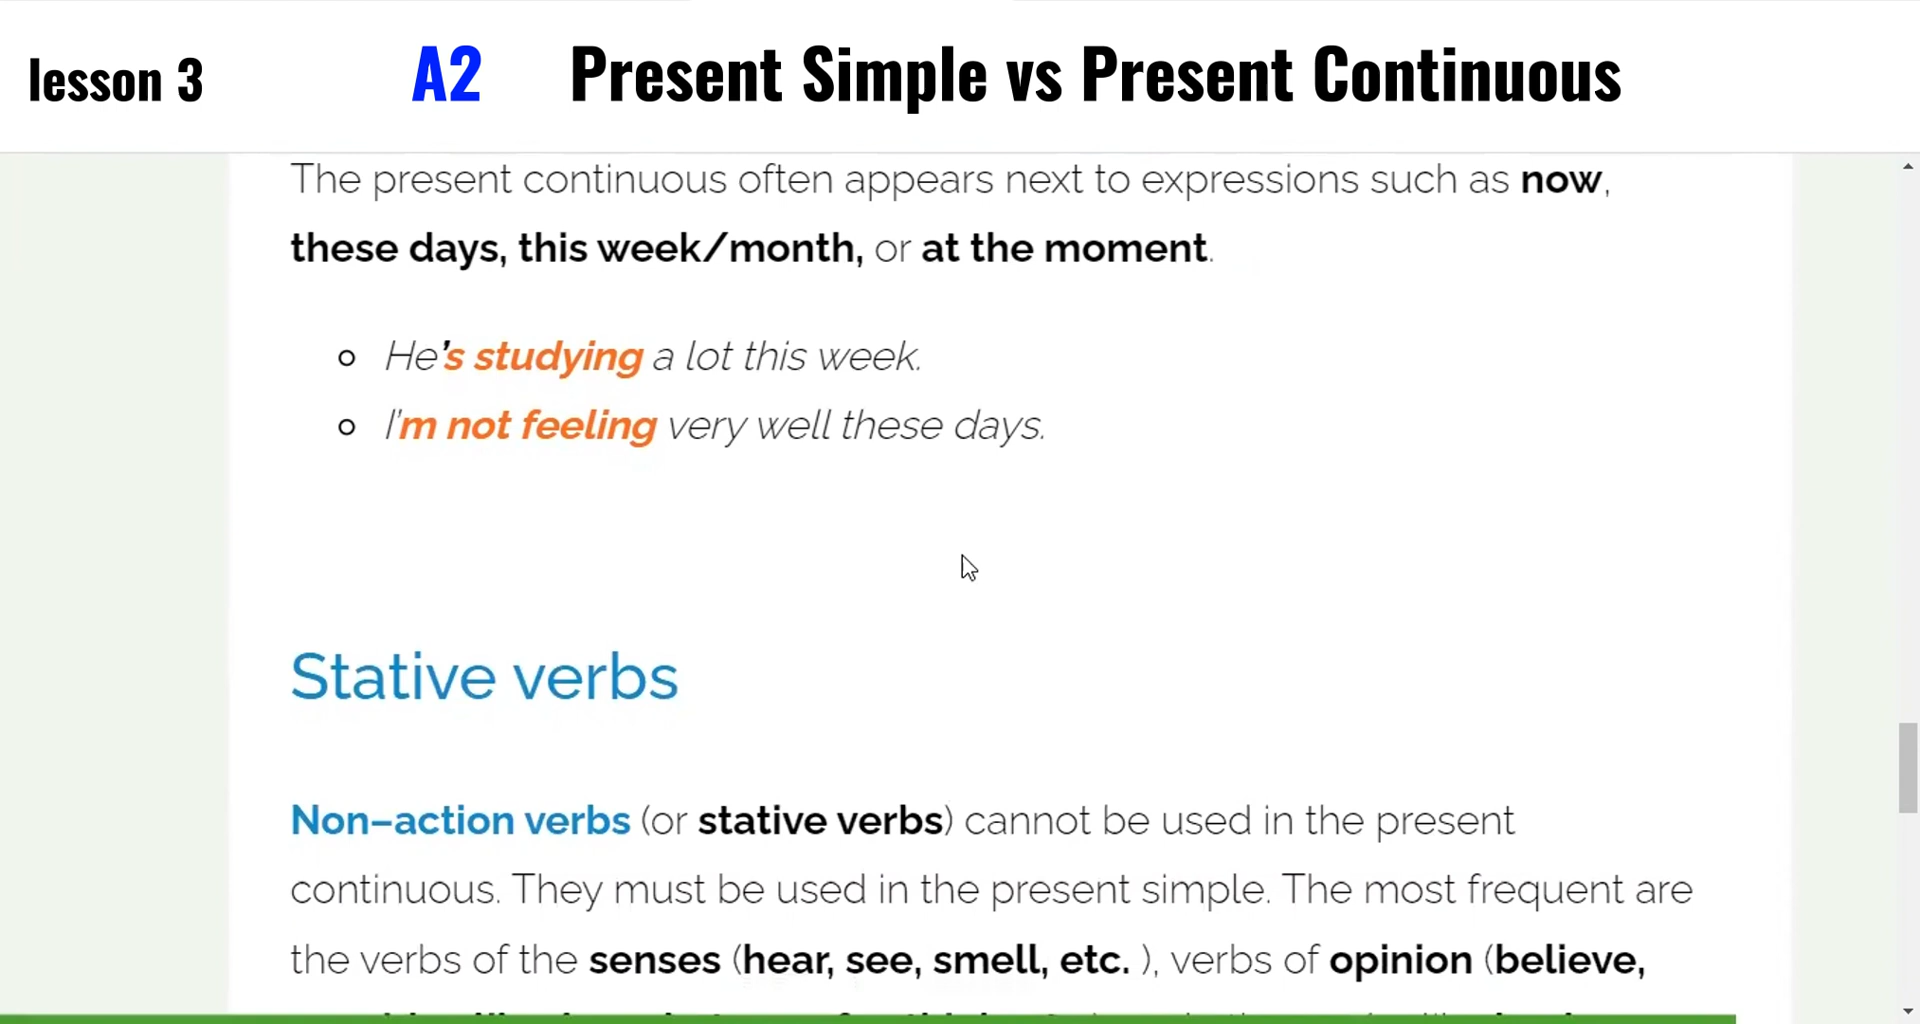 lesson 3 A2 Present Simple vs Present Continuous
The present continuous often appears next to expressions such as now,
these days, this week/month, or at the moment.
He's studying a lot this week.
I'm not feeling very well these days.
Stative verbs
Non-action verbs (or stative verbs) cannot be used in the present
continuous. They must be used in the present simple. The most frequent are
the verbs of the senses (hear, see, smell, etc. ), verbs of opinion (believe,